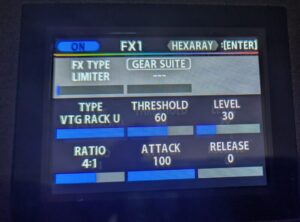 ON FX1 HEXARAY :[ENTER]
FX TYPE GEAR SUITE
LIMITER ---
TYPE THRESHOLD LEVEL
VTG RACK U 60 30
RATIO ATTACK RELEASE
4:1 100 0